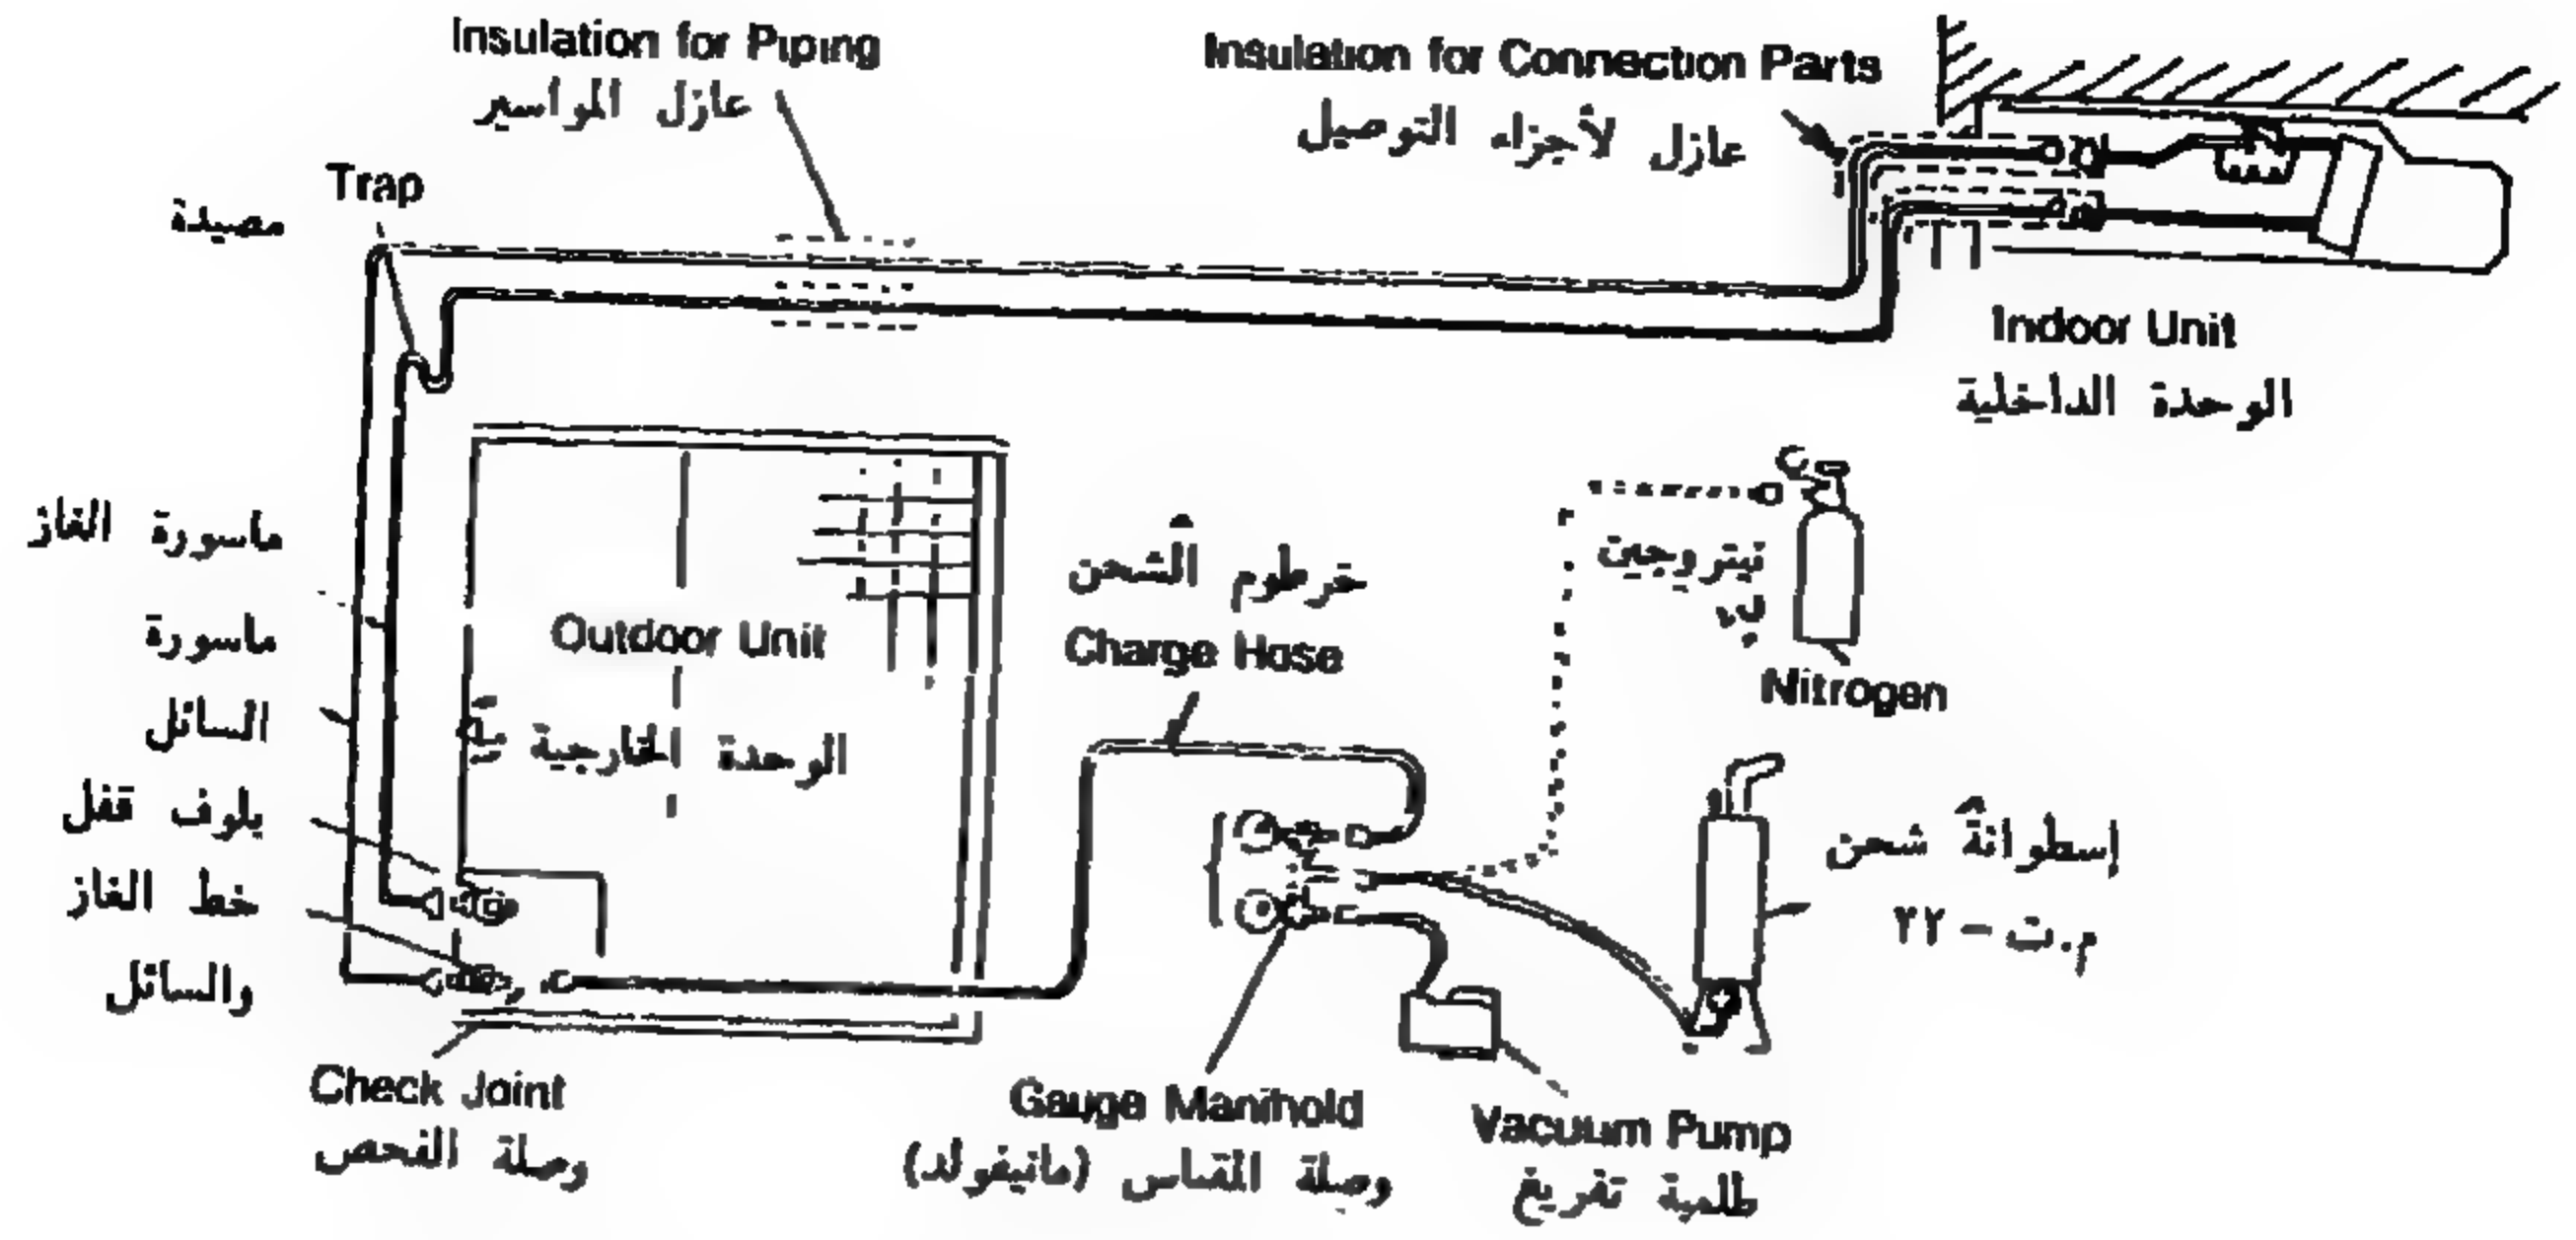 Insulation for Piping
عازل المواسير
Insulation for Connection Parts
عازل لأجزاء التوصيل
Trap
مصيدة
Indoor Unit
الوحدة الداخلية
ماسورة الغاز
ماسورة
السائل
بلوف قفل
خط الغاز
والسائل
Outdoor Unit
الوحدة الخارجية
خرطوم الشحن
Charge Hose
نيتروجين
Nitrogen
إسطوانة شحن
م.ت - ٢٢
Check Joint
وصلة الفحص
Gauge Manifold
وصلة القياس (مانيفولد)
Vacuum Pump
طلمبة تفريغ